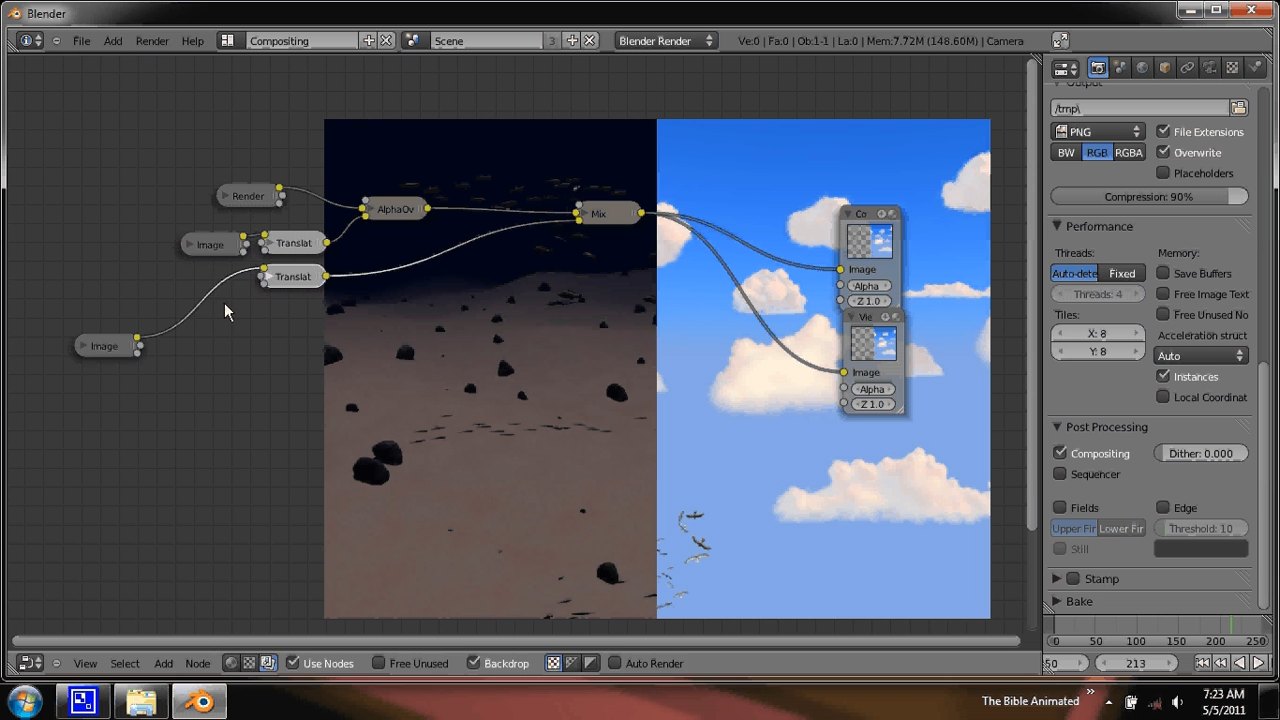 Blender
File Add Render Help Compositing Scene 3 Blender Render Ve:0 | Fa:0 | Ob:1-1 | La:0 | Mem:7.72M (148.60M) | Camera
Output
/tmp\
PNG File Extensions
BW RGB RGBA Overwrite
Placeholders
Compression: 90%
Performance
Threads: Memory:
Auto-dete Fixed Save Buffers
Threads: 4 Free Image Text
Tiles: Free Unused No
X: 8 Acceleration struct
Y: 8 Auto
Instances
Local Coordinat
Post Processing
Compositing Dither: 0.000
Sequencer
Fields Edge
Upper Fir Lower Fir Threshold: 10
Still
Stamp
Bake
Render
AlphaOv
Mix
Image
Translat
Translat
Image
Co
Image
Alpha
Z 1.0
Vie
Image
Alpha
Z 1.0
0 50 100 150 200 250
View Select Add Node Use Nodes Free Unused Backdrop Auto Render 50 213
The Bible Animated » 7:23 AM
5/5/2011